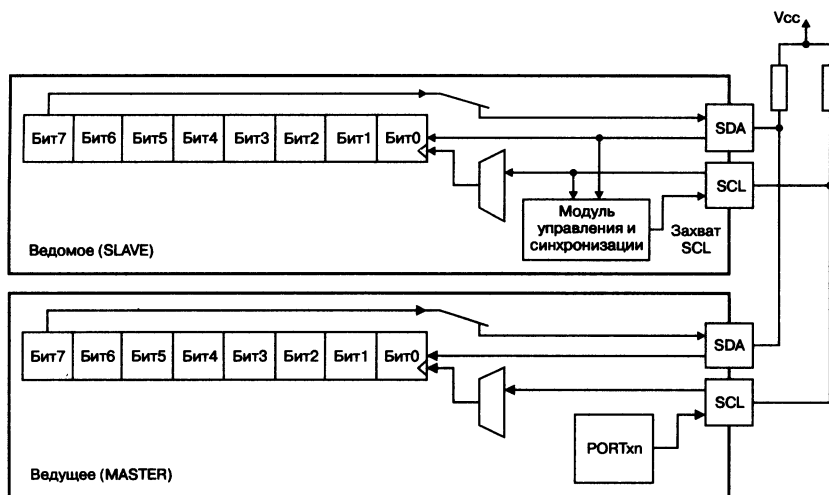 Vcc
Бит7 Бит6 Бит5 Бит4 Бит3 Бит2 Бит1 Бит0
SDA
SCL
Модуль
управления и
синхронизации
Захват
SCL
Ведомое (SLAVE)
Бит7 Бит6 Бит5 Бит4 Бит3 Бит2 Бит1 Бит0
SDA
SCL
PORTxn
Ведущее (MASTER)